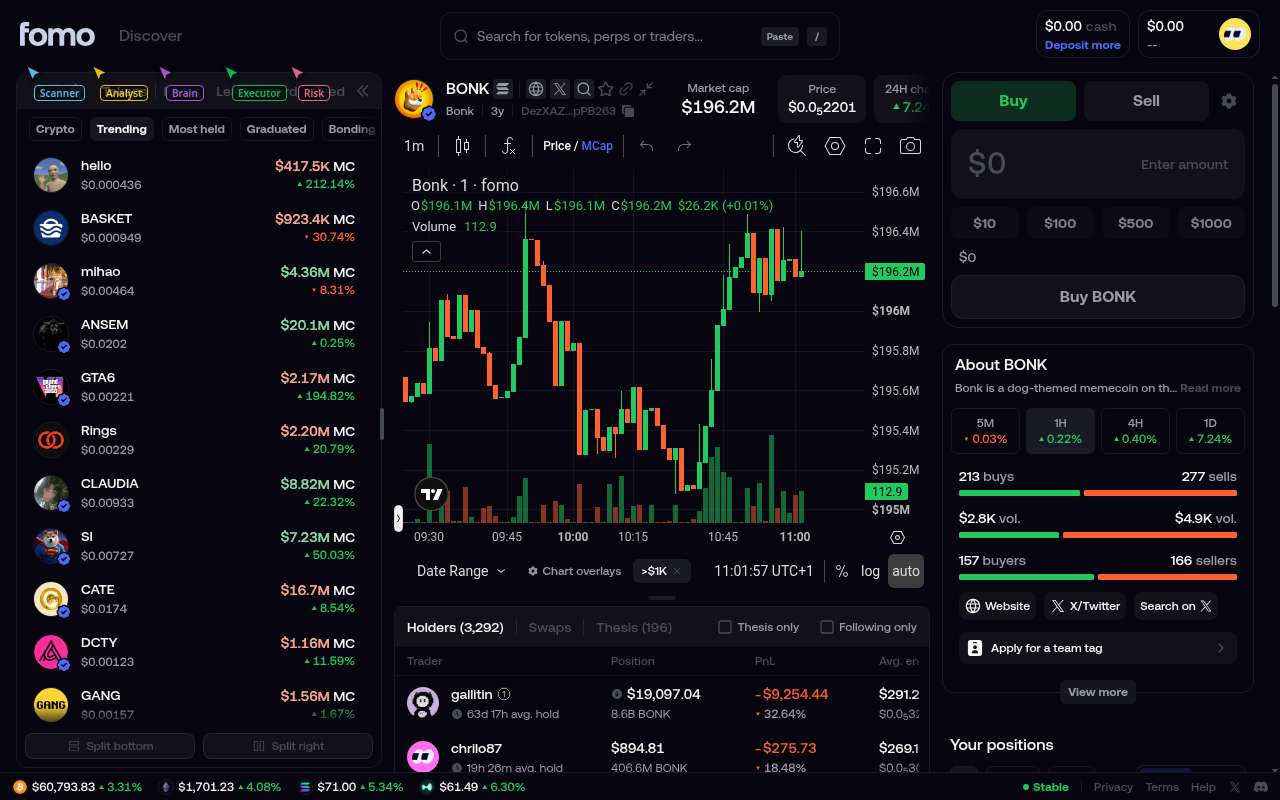 fomo
Discover
Search for tokens, perps or traders...
Paste
/
$0.00 cash
Deposit more
$0.00
--
Scanner
Analyst
Brain
Executor
Risk
Crypto
Trending
Most held
Graduated
Bonding
hello
$0.000436
$417.5K MC
212.14%
BASKET
$0.000949
$923.4K MC
30.74%
mihao
$0.00464
$4.36M MC
8.31%
ANSEM
$0.0202
$20.1M MC
0.25%
GTA6
$0.00221
$2.17M MC
194.82%
Rings
$0.00229
$2.20M MC
20.79%
CLAUDIA
$0.00933
$8.82M MC
22.32%
SI
$0.00727
$7.23M MC
50.03%
CATE
$0.0174
$16.7M MC
8.54%
DCTY
$0.00123
$1.16M MC
11.59%
GANG
GANG
$0.00157
$1.56M MC
1.67%
Split bottom
Split right
BONK
Bonk
3y
DezXAZ...pPB263
Market cap
$196.2M
Price
$0.0₅2201
24H
7.2
1m
Price / MCap
Bonk · 1 · fomo
O$196.1M H$196.4M L$196.1M C$196.2M $26.2K (+0.01%)
Volume 112.9
$196.6M
$196.4M
$196.2M
$196M
$195.8M
$195.6M
$195.4M
$195.2M
112.9
$195M
09:30
09:45
10:00
10:15
10:45
11:00
Date Range
Chart overlays
>$1K
11:01:57 UTC+1
%
log
auto
Holders (3,292)
Swaps
Thesis (196)
Thesis only
Following only
Trader
Position
PnL
Avg. en
gallitin 1
63d 17h avg. hold
$19,097.04
8.6B BONK
-$9,254.44
32.64%
$291.2
$0.0₅32
chrilo87
19h 26m avg. hold
$894.81
406.6M BONK
-$275.73
18.48%
$269.1
Buy
Sell
$0
Enter amount
$10
$100
$500
$1000
$0
Buy BONK
About BONK
Bonk is a dog-themed memecoin on th... Read more
5M
0.03%
1H
0.22%
4H
0.40%
1D
7.24%
213 buys
277 sells
$2.8K vol.
$4.9K vol.
157 buyers
166 sellers
Website
X/Twitter
Search on X
Apply for a team tag
View more
Your positions
$60,793.83 3.31%
$1,701.23 4.08%
$71.00 5.34%
$61.49 6.30%
Stable
Privacy
Terms
Help